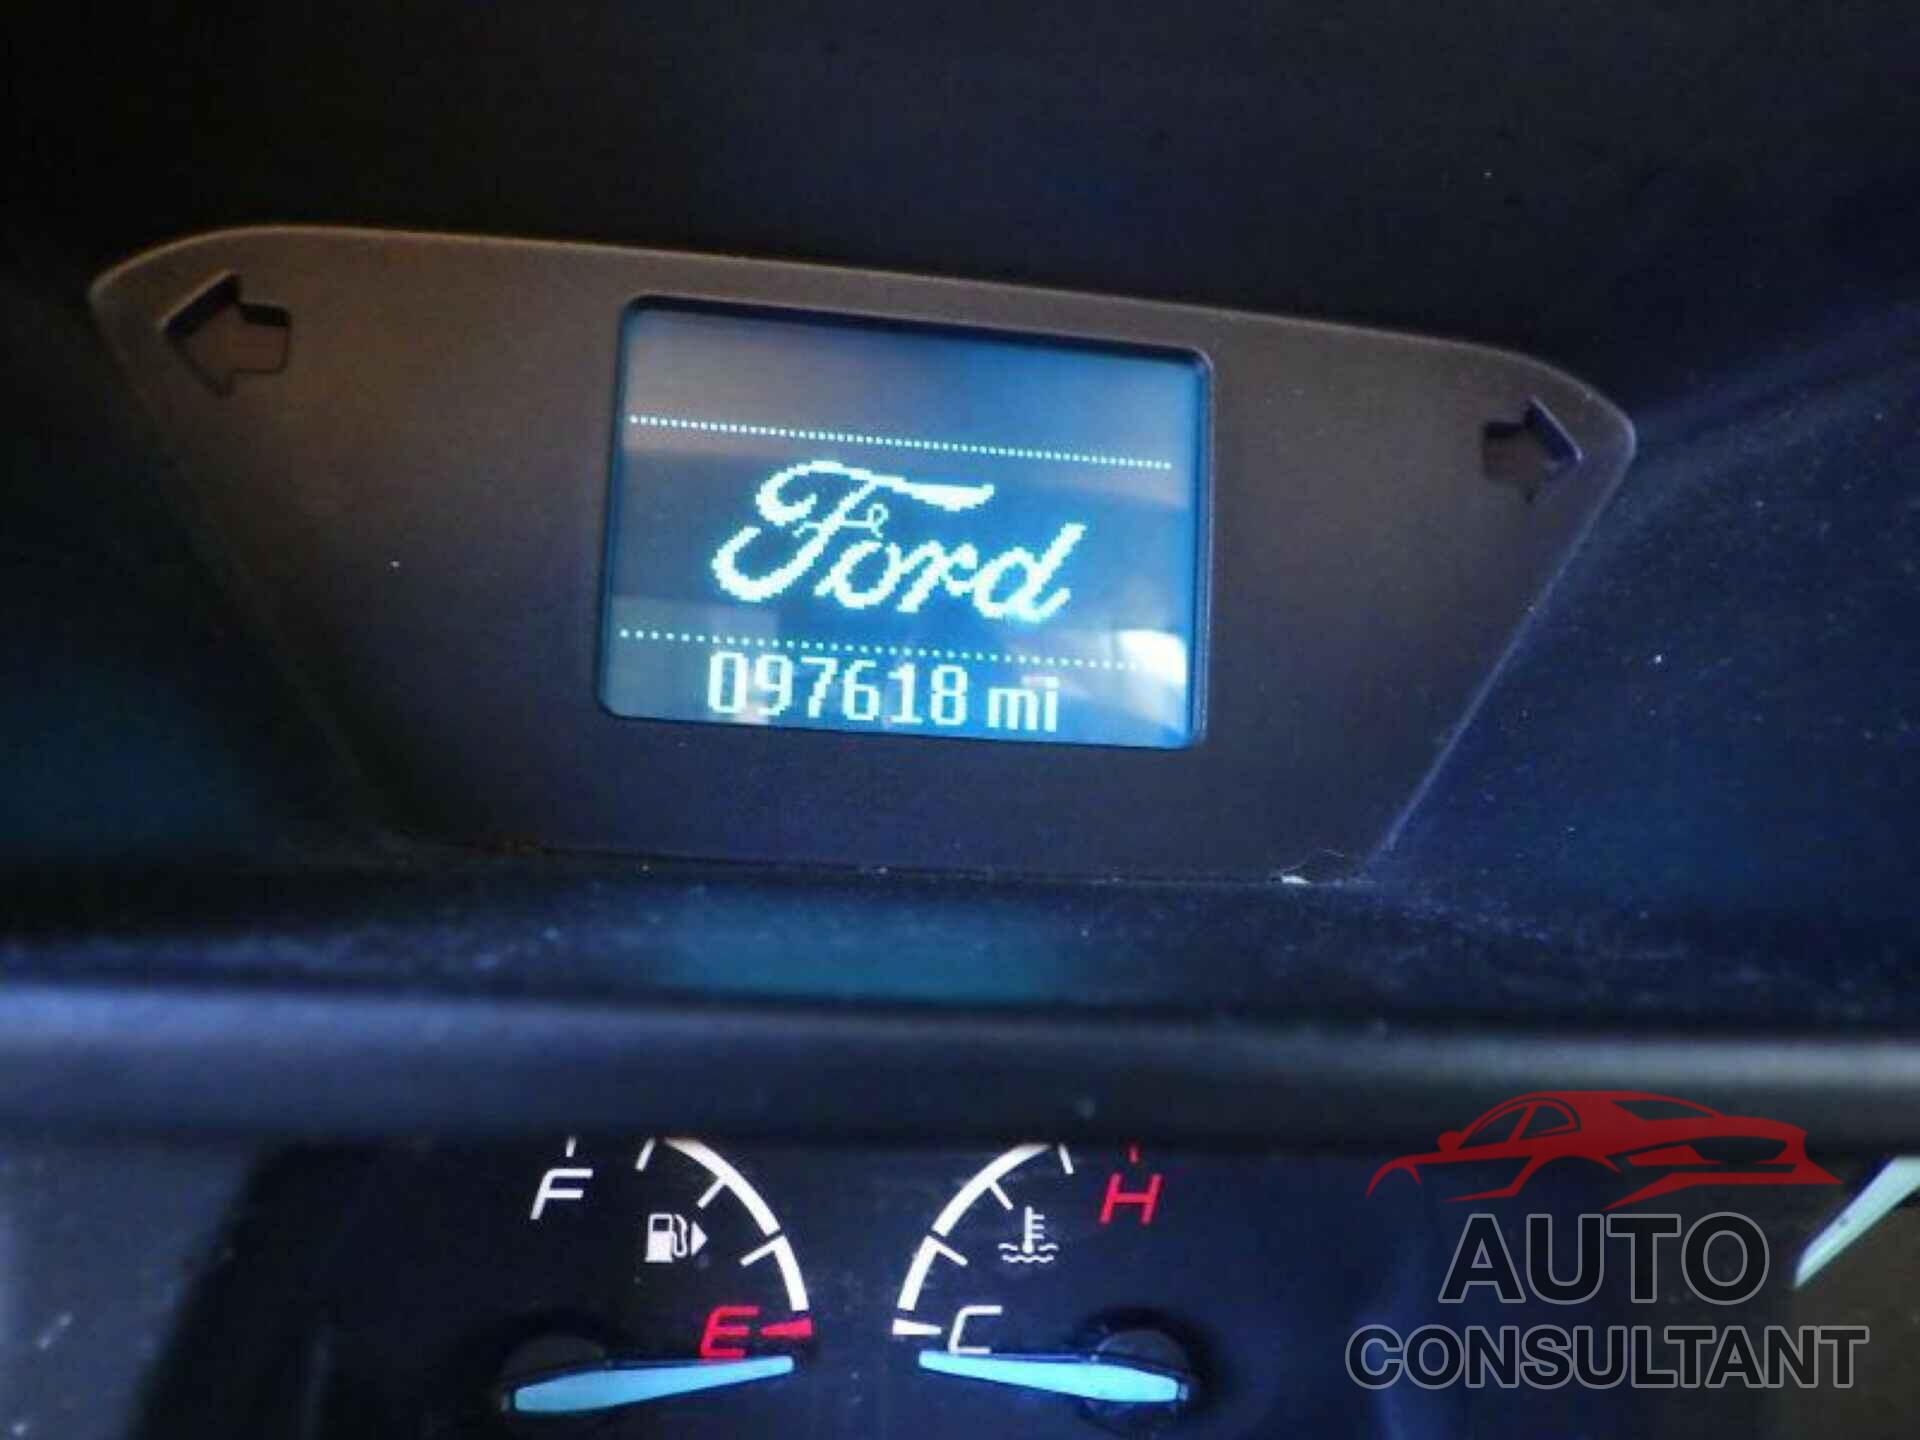 Ford
097618 mi
F
H
E
C
AUTO
CONSULTANT